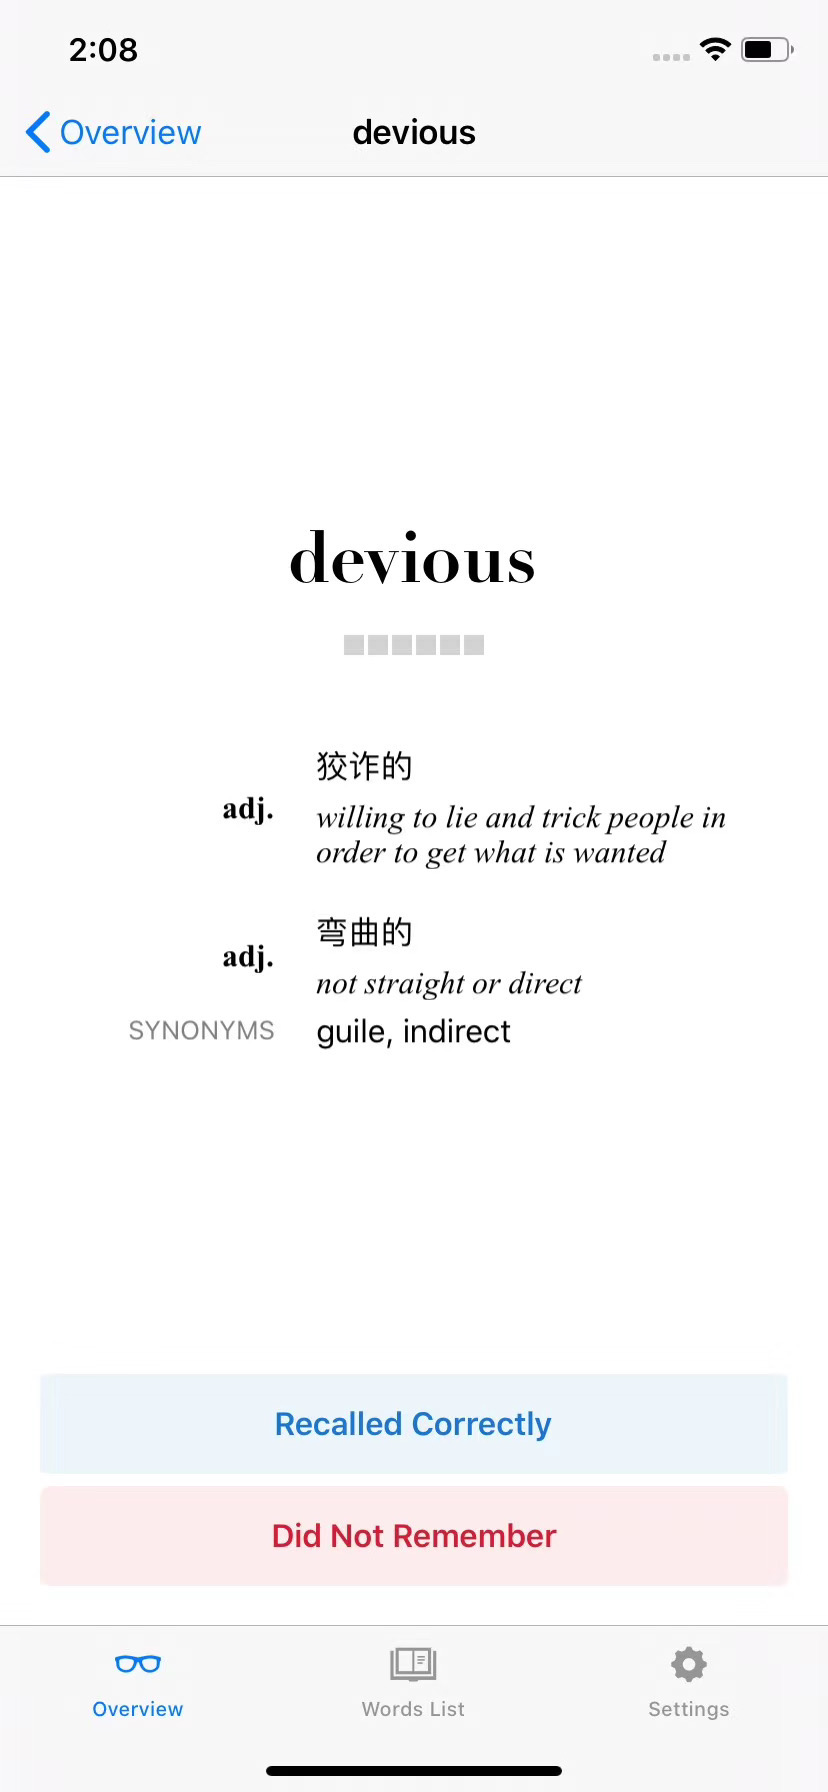 2:08
Overview
devious
devious
adj.
狡诈的
willing to lie and trick people in
order to get what is wanted
adj.
弯曲的
not straight or direct
SYNONYMS guile, indirect
Recalled Correctly
Did Not Remember
Overview Words List Settings